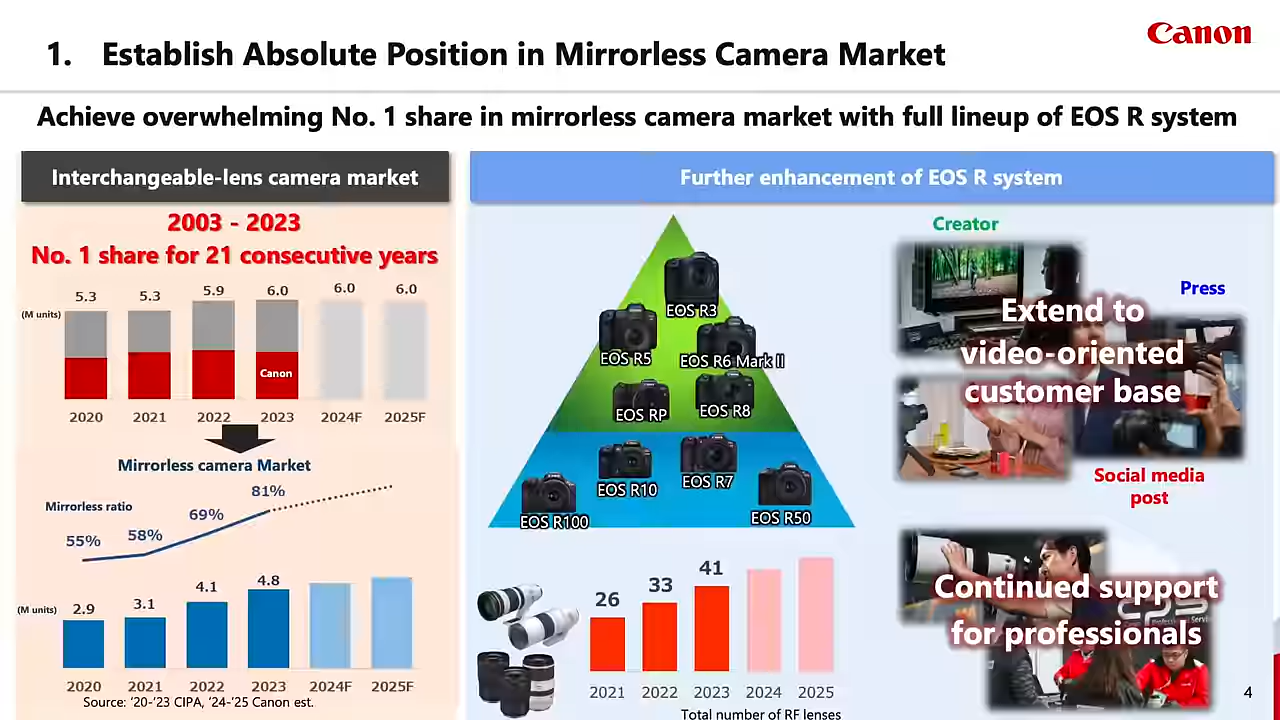 Canon
1. Establish Absolute Position in Mirrorless Camera Market
Achieve overwhelming No. 1 share in mirrorless camera market with full lineup of EOS R system
Interchangeable-lens camera market
2003 - 2023
No. 1 share for 21 consecutive years
(M units)
5.3 5.3 5.9 6.0 6.0 6.0
Canon
2020 2021 2022 2023 2024F 2025F
Mirrorless camera Market
Mirrorless ratio
55% 58% 69% 81%
(M units)
2.9 3.1 4.1 4.8
2020 2021 2022 2023 2024F 2025F
Source: '20-'23 CIPA, '24-'25 Canon est.
Further enhancement of EOS R system
EOS R3
EOS R5 EOS R6 Mark II
EOS RP EOS R8
EOS R10 EOS R7
EOS R100 EOS R50
26 33 41
2021 2022 2023 2024 2025
Total number of RF lenses
Creator
Press
Extend to
video-oriented
customer base
Social media
post
Continued support
for professionals
4